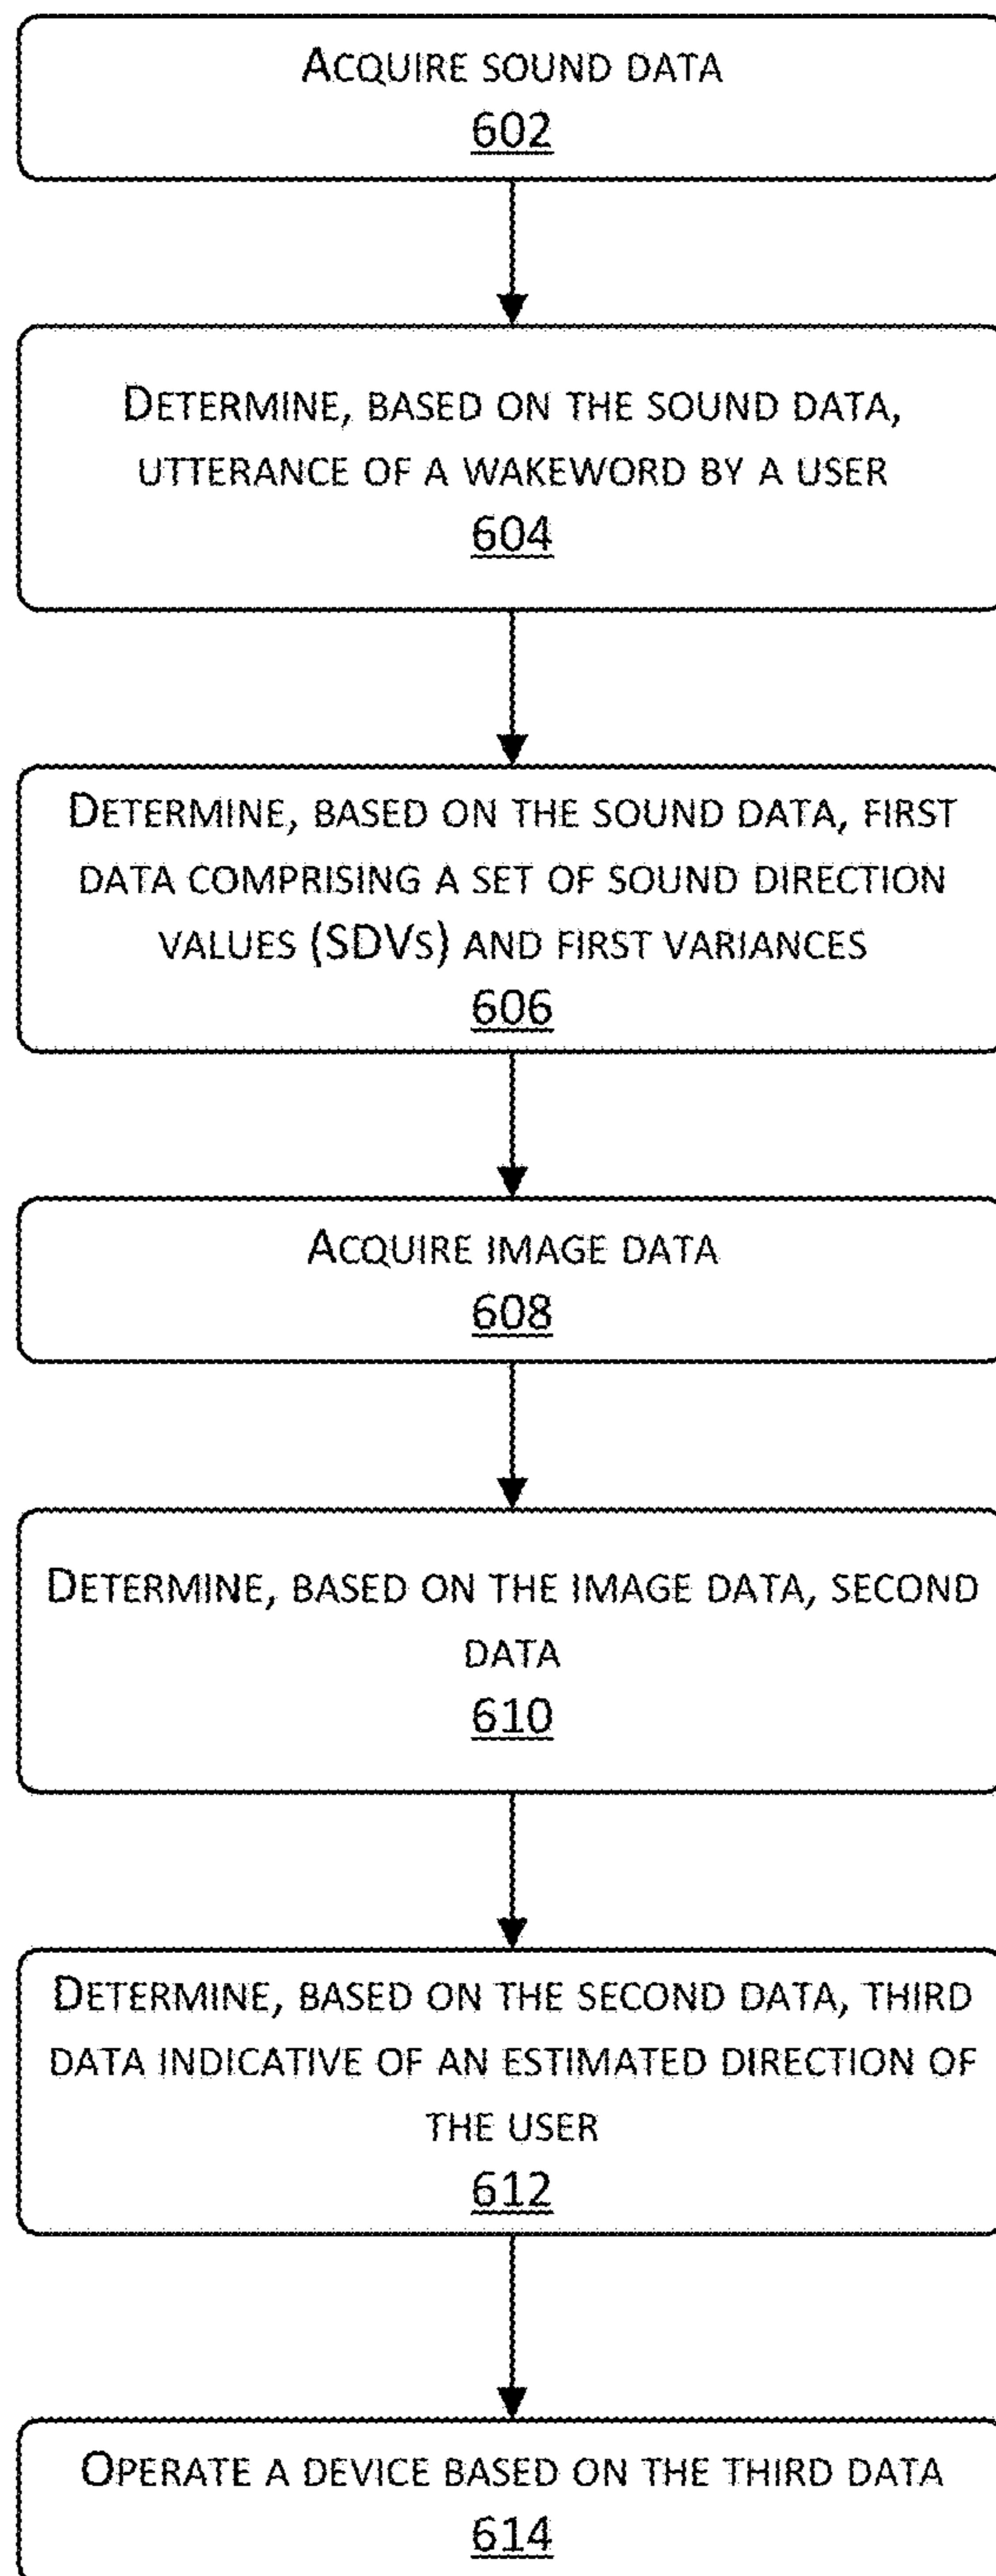 ACQUIRE SOUND DATA
602
DETERMINE, BASED ON THE SOUND DATA,
UTTERANCE OF A WAKEWORD BY A USER
604
DETERMINE, BASED ON THE SOUND DATA, FIRST
DATA COMPRISING A SET OF SOUND DIRECTION
VALUES (SDVS) AND FIRST VARIANCES
606
ACQUIRE IMAGE DATA
608
DETERMINE, BASED ON THE IMAGE DATA, SECOND
DATA
610
DETERMINE, BASED ON THE SECOND DATA, THIRD
DATA INDICATIVE OF AN ESTIMATED DIRECTION OF
THE USER
612
OPERATE A DEVICE BASED ON THE THIRD DATA
614